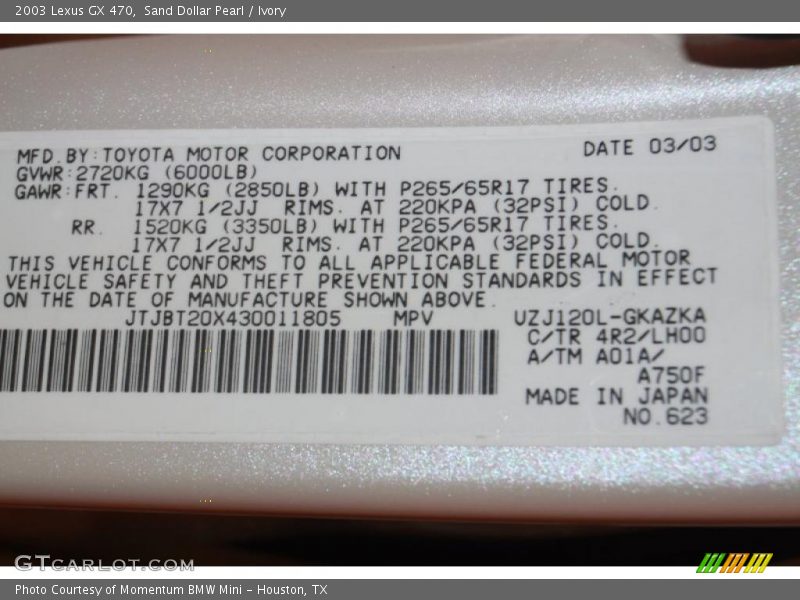 2003 Lexus GX 470, Sand Dollar Pearl / Ivory
MFD.BY:TOYOTA MOTOR CORPORATION DATE 03/03
GVWR:2720KG (6000LB)
GAWR:FRT. 1290KG (2850LB) WITH P265/65R17 TIRES.
17X7 1/2JJ RIMS. AT 220KPA (32PSI) COLD.
RR. 1520KG (3350LB) WITH P265/65R17 TIRES.
17X7 1/2JJ RIMS. AT 220KPA (32PSI) COLD.
THIS VEHICLE CONFORMS TO ALL APPLICABLE FEDERAL MOTOR
VEHICLE SAFETY AND THEFT PREVENTION STANDARDS IN EFFECT
ON THE DATE OF MANUFACTURE SHOWN ABOVE.
JTJBT20X430011805 MPV UZJ120L-GKAZKA
C/TR 4R2/LH00
A/TM A01A/
A750F
MADE IN JAPAN
NO.623
GTCARLOT.COM
Photo Courtesy of Momentum BMW Mini - Houston, TX